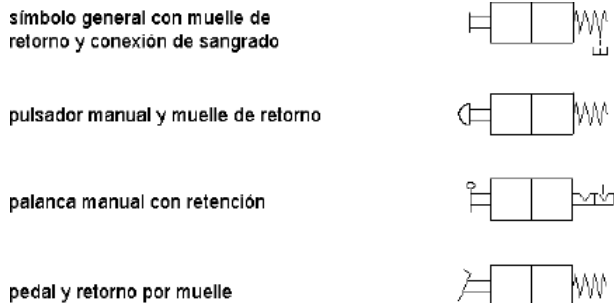 símbolo general con muelle de
retorno y conexión de sangrado
pulsador manual y muelle de retorno
palanca manual con retención
pedal y retorno por muelle